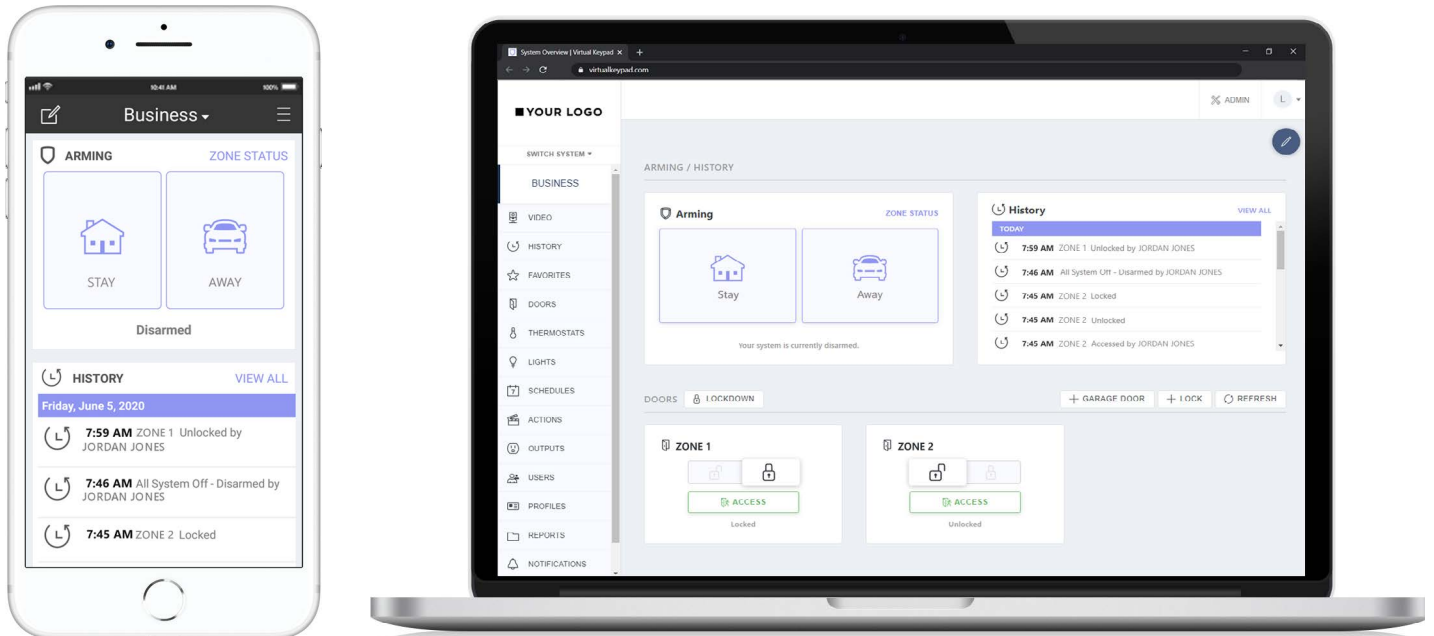 10:41 AM
100%
Business
ARMING
ZONE STATUS
STAY
AWAY
Disarmed
HISTORY
VIEW ALL
Friday, June 5, 2020
7:59 AM ZONE 1 Unlocked by
JORDAN JONES
7:46 AM All System Off - Disarmed by
JORDAN JONES
7:45 AM ZONE 2 Locked
System Overview | Virtual Keypad
virtualkeypad.com
YOUR LOGO
ADMIN
L
SWITCH SYSTEM
BUSINESS
VIDEO
HISTORY
FAVORITES
DOORS
THERMOSTATS
LIGHTS
7
SCHEDULES
ACTIONS
OUTPUTS
USERS
PROFILES
REPORTS
NOTIFICATIONS
ARMING / HISTORY
Arming
ZONE STATUS
Stay
Away
Your system is currently disarmed.
History
VIEW ALL
TODAY
7:59 AM ZONE 1 Unlocked by JORDAN JONES
7:46 AM All System Off - Disarmed by JORDAN JONES
7:45 AM ZONE 2 Locked
7:45 AM ZONE 2 Unlocked
7:45 AM ZONE 2 Accessed by JORDAN JONES
DOORS
LOCKDOWN
GARAGE DOOR
LOCK
REFRESH
ZONE 1
ACCESS
Locked
ZONE 2
ACCESS
Unlocked